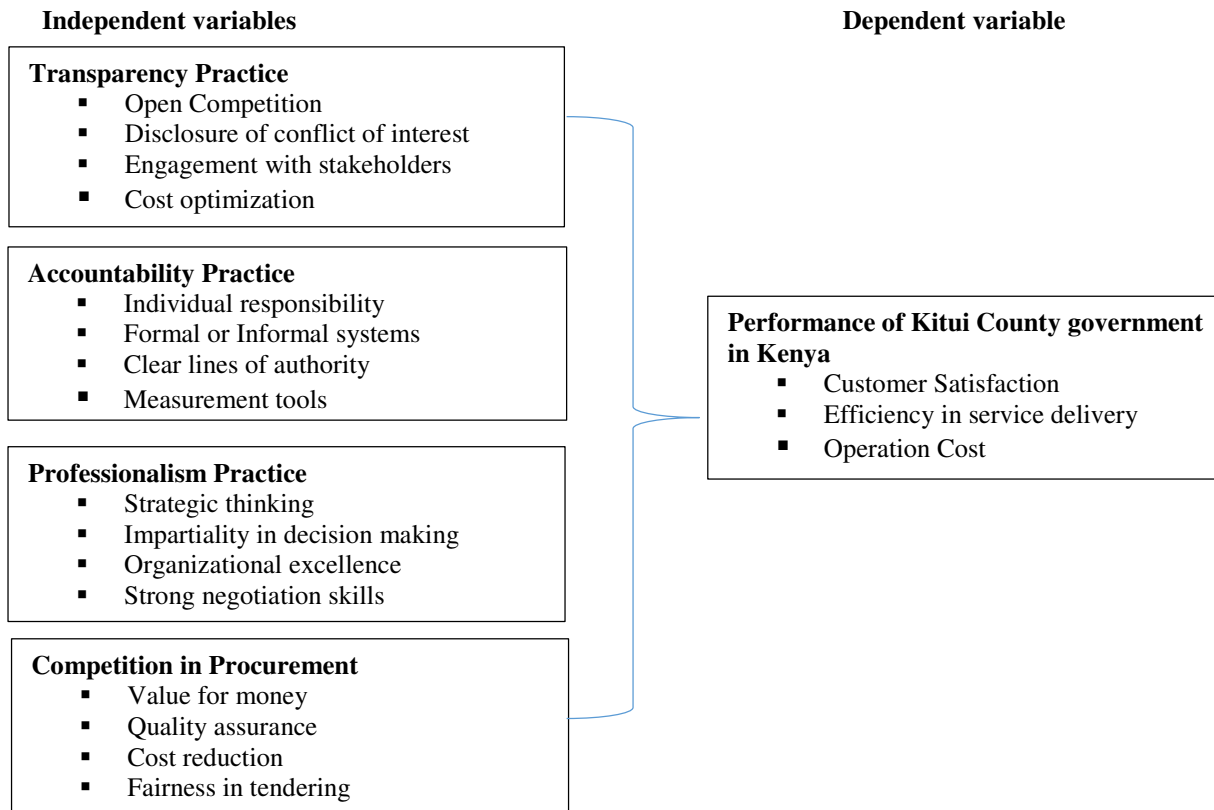 Independent variables
Dependent variable
Transparency Practice
▪ Open Competition
▪ Disclosure of conflict of interest
▪ Engagement with stakeholders
▪ Cost optimization
Accountability Practice
▪ Individual responsibility
▪ Formal or Informal systems
▪ Clear lines of authority
▪ Measurement tools
Professionalism Practice
▪ Strategic thinking
▪ Impartiality in decision making
▪ Organizational excellence
▪ Strong negotiation skills
Competition in Procurement
▪ Value for money
▪ Quality assurance
▪ Cost reduction
▪ Fairness in tendering
Performance of Kitui County government
in Kenya
▪ Customer Satisfaction
▪ Efficiency in service delivery
▪ Operation Cost